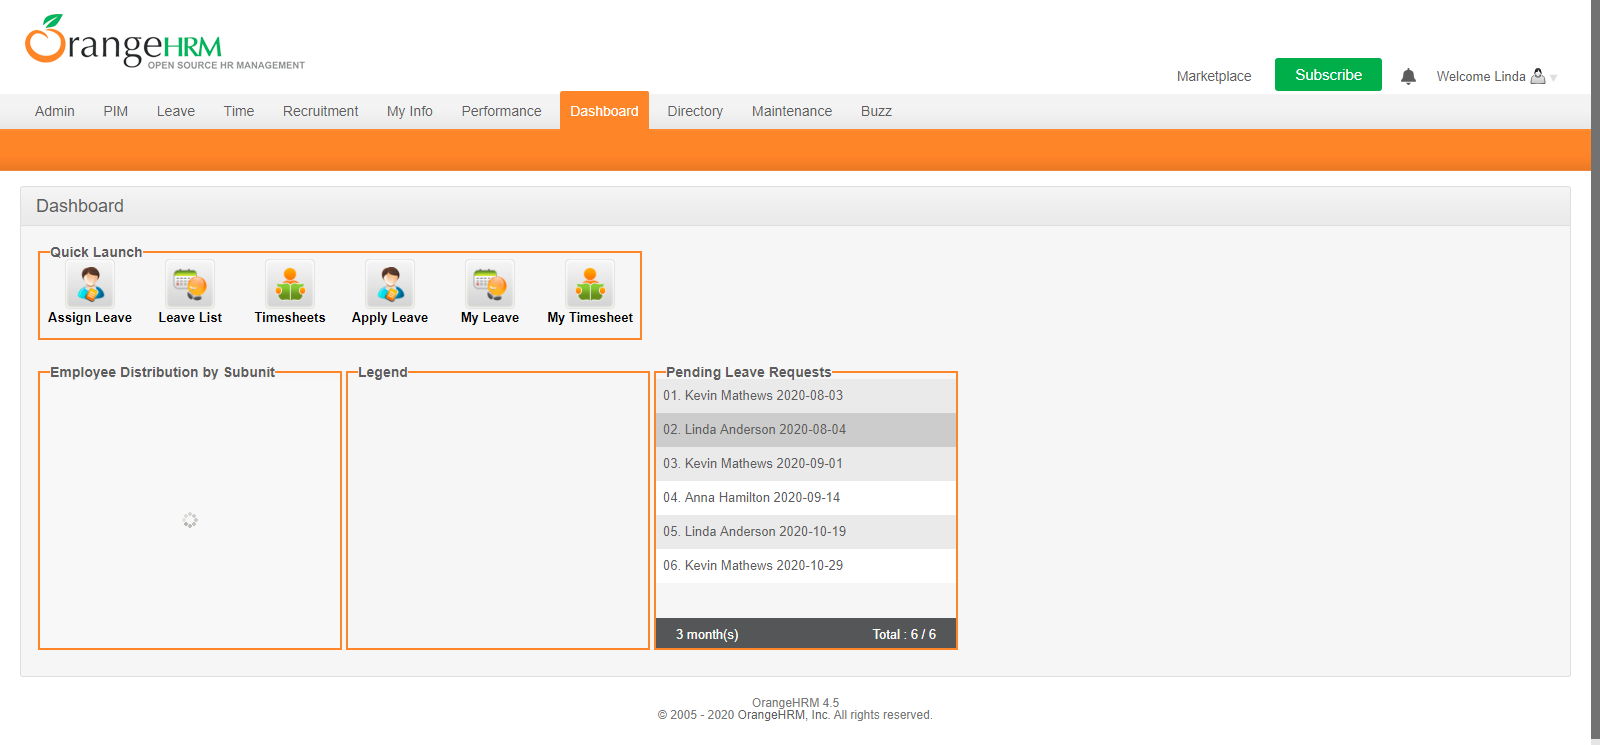 OrangeHRM
OPEN SOURCE HR MANAGEMENT
Marketplace
Subscribe
Welcome Linda
Admin PIM Leave Time Recruitment My Info Performance Dashboard Directory Maintenance Buzz
Dashboard
Quick Launch
Assign Leave Leave List Timesheets Apply Leave My Leave My Timesheet
Employee Distribution by Subunit
Legend
Pending Leave Requests
01. Kevin Mathews 2020-08-03
02. Linda Anderson 2020-08-04
03. Kevin Mathews 2020-09-01
04. Anna Hamilton 2020-09-14
05. Linda Anderson 2020-10-19
06. Kevin Mathews 2020-10-29
3 month(s) Total : 6 / 6
OrangeHRM 4.5
© 2005 - 2020 OrangeHRM, Inc. All rights reserved.